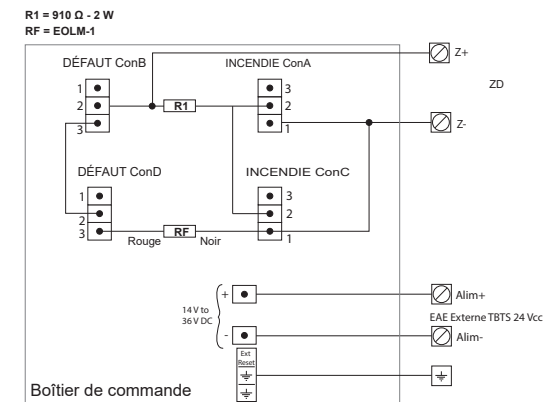 R1 = 910 Ω - 2 W
RF = EOLM-1
DÉFAUT ConB
INCENDIE ConA
Z+
ZD
1
2
3
R1
3
2
1
Z-
DÉFAUT ConD
INCENDIE ConC
1
2
3
Rouge
RF
Noir
3
2
1
14 V to
36 V DC
+
-
Alim+
EAE Externe TBTS 24 Vcc
Alim-
Ext
Reset
Boîtier de commande